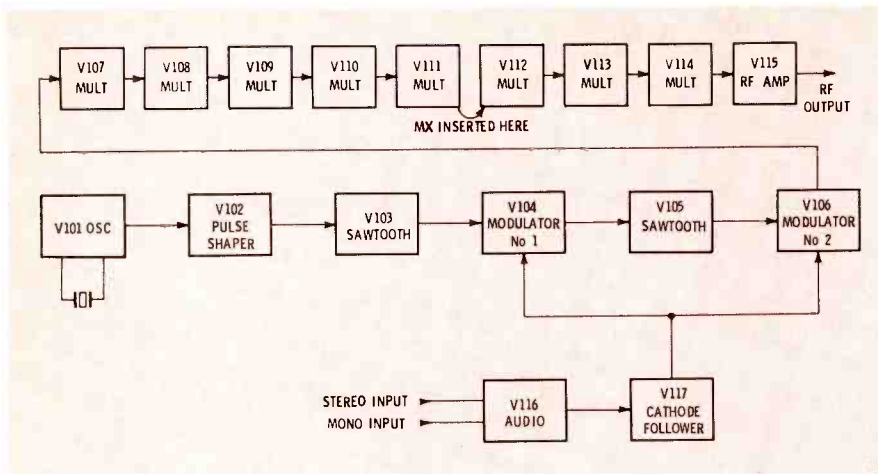 V107
MULT
V108
MULT
V109
MULT
V110
MULT
V111
MULT
V112
MULT
V113
MULT
V114
MULT
V115
RF AMP
RF
OUTPUT
MX INSERTED HERE
V101 OSC
V102
PULSE
SHAPER
V103
SAWTOOTH
V104
MODULATOR
No 1
V105
SAWTOOTH
V106
MODULATOR
No 2
STEREO INPUT
MONO INPUT
V116
AUDIO
V117
CATHODE
FOLLOWER